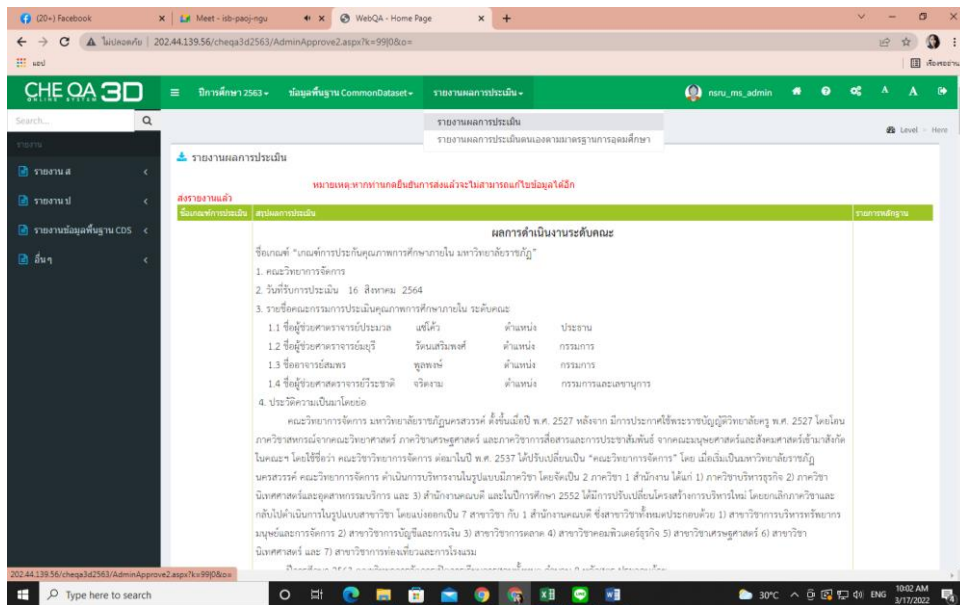 (20+) Facebook
Meet - isb-paoj-ngu
WebQA - Home Page
ไม่ปลอดภัย
202.44.139.56/cheqa3d2563/AdminApprove2.aspx?k=99|0&o=
แอป
CHE QA 3D
ONLINE SYSTEM
ปีการศึกษา 2563
ข้อมูลพื้นฐาน CommonDataset
รายงานผลการประเมิน
nsru_ms_admin
A
A
Search...
รายงานผลการประเมิน
รายงานผลการประเมินตนเองตามมาตรฐานการอุดมศึกษา
Level > Here
รายงาน
รายงานผลการประเมิน
รายงาน ส
รายงาน ป
รายงานข้อมูลพื้นฐาน CDS
อื่นๆ
หมายเหตุ:หากท่านกดยืนยันการส่งแล้วจะไม่สามารถแก้ไขข้อมูลได้อีก
ส่งรายงานแล้ว
ชื่อเกณฑ์การประเมิน สรุปผลการประเมิน รายการหลักฐาน
ผลการดำเนินงานระดับคณะ
ชื่อเกณฑ์ "เกณฑ์การประกันคุณภาพการศึกษาภายใน มหาวิทยาลัยราชภัฏ"
1. คณะวิทยาการจัดการ
2. วันที่รับการประเมิน 16 สิงหาคม 2564
3. รายชื่อคณะกรรมการประเมินคุณภาพการศึกษาภายใน ระดับคณะ
1.1 ชื่อผู้ช่วยศาสตราจารย์ประมวล แซ่โค้ว ตำแหน่ง ประธาน
1.2 ชื่อผู้ช่วยศาสตราจารย์มยุรี รัตนเสริมพงศ์ ตำแหน่ง กรรมการ
1.3 ชื่ออาจารย์สมพร พูลพงษ์ ตำแหน่ง กรรมการ
1.4 ชื่อผู้ช่วยศาสตราจารย์วีระชาติ จริตงาม ตำแหน่ง กรรมการและเลขานุการ
4. ประวัติความเป็นมาโดยย่อ
คณะวิทยาการจัดการ มหาวิทยาลัยราชภัฏนครสวรรค์ ตั้งขึ้นเมื่อปี พ.ศ. 2527 หลังจาก มีการประกาศใช้พระราชบัญญัติวิทยาลัยครู พ.ศ. 2527 โดยโอน
ภาควิชาสหกรณ์จากคณะวิทยาศาสตร์ ภาควิชาเศรษฐศาสตร์ และภาควิชาการสื่อสารและการประชาสัมพันธ์ จากคณะมนุษยศาสตร์และสังคมศาสตร์เข้ามาสังกัด
ในคณะฯ โดยใช้ชื่อว่า คณะวิชาวิทยาการจัดการ ต่อมาในปี พ.ศ. 2537 ได้ปรับเปลี่ยนเป็น "คณะวิทยาการจัดการ" โดย เมื่อเริ่มเป็นมหาวิทยาลัยราชภัฏ
นครสวรรค์ คณะวิทยาการจัดการ ดำเนินการบริหารงานในรูปแบบมีภาควิชา โดยจัดเป็น 2 ภาควิชา 1 สำนักงาน ได้แก่ 1) ภาควิชาบริหารธุรกิจ 2) ภาควิชา
นิเทศศาสตร์และอุตสาหกรรมบริการ และ 3) สำนักงานคณบดี และในปีการศึกษา 2552 ได้มีการปรับเปลี่ยนโครงสร้างการบริหารใหม่ โดยยกเลิกภาควิชาและ
กลับไปดำเนินการในรูปแบบสาขาวิชา โดยแบ่งออกเป็น 7 สาขาวิชา กับ 1 สำนักงานคณบดี ซึ่งสาขาวิชาทั้งหมดประกอบด้วย 1) สาขาวิชาการบริหารทรัพยากร
มนุษย์และการจัดการ 2) สาขาวิชาการบัญชีและการเงิน 3) สาขาวิชาการตลาด 4) สาขาวิชาคอมพิวเตอร์ธุรกิจ 5) สาขาวิชาเศรษฐศาสตร์ 6) สาขาวิชา
นิเทศศาสตร์ และ 7) สาขาวิชาการท่องเที่ยวและการโรงแรม
202.44.139.56/cheqa3d2563/AdminApprove2.aspx?k=99|0&o=
Type here to search
30°C
ENG
10:02 AM
3/17/2022